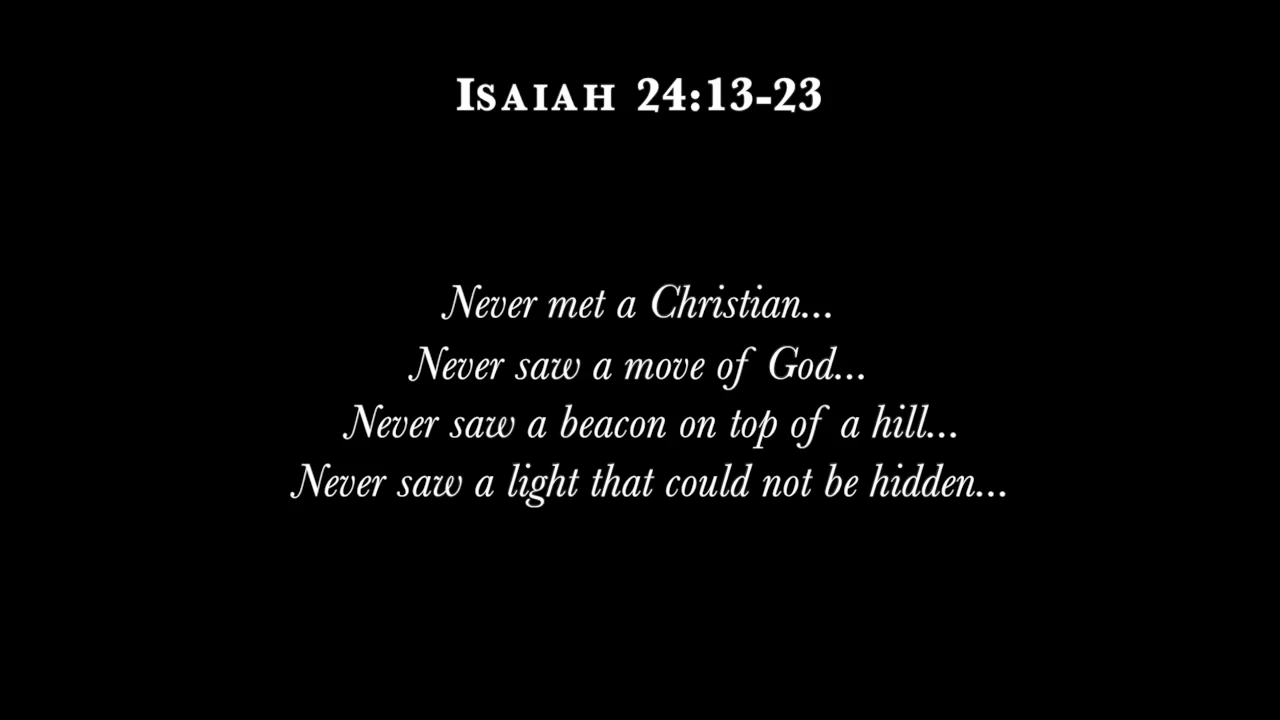 ISAIAH 24:13-23
Never met a Christian...
Never saw a move of God...
Never saw a beacon on top of a hill...
Never saw a light that could not be hidden...